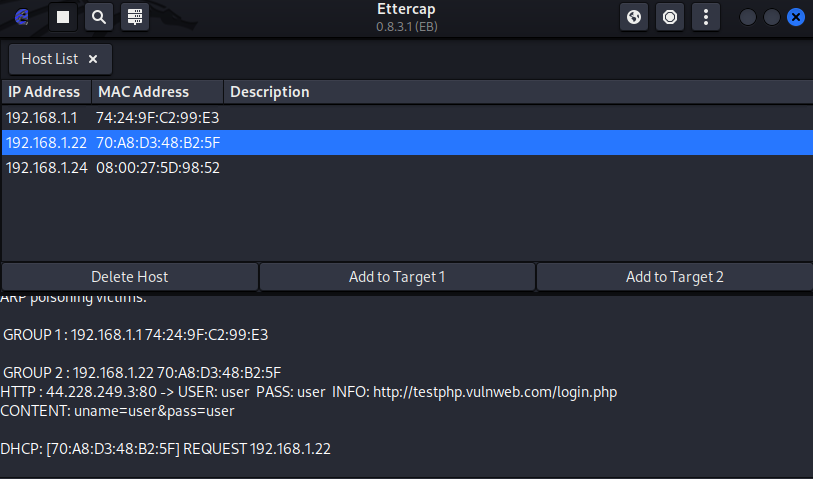 Ettercap
0.8.3.1 (EB)
Host List ×
IP Address MAC Address Description
192.168.1.1 74:24:9F:C2:99:E3
192.168.1.22 70:A8:D3:48:B2:5F
192.168.1.24 08:00:27:5D:98:52
Delete Host Add to Target 1 Add to Target 2
ARP poisoning victims:
GROUP 1 : 192.168.1.1 74:24:9F:C2:99:E3
GROUP 2 : 192.168.1.22 70:A8:D3:48:B2:5F
HTTP : 44.228.249.3:80 -> USER: user PASS: user INFO: http://testphp.vulnweb.com/login.php
CONTENT: uname=user&pass=user
DHCP: [70:A8:D3:48:B2:5F] REQUEST 192.168.1.22